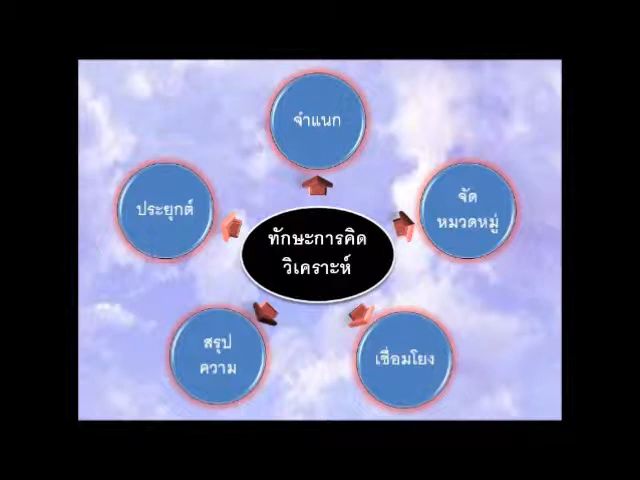 จำแนก
จัด
หมวดหมู่
ประยุกต์
ทักษะการคิด
วิเคราะห์
สรุป
ความ
เชื่อมโยง